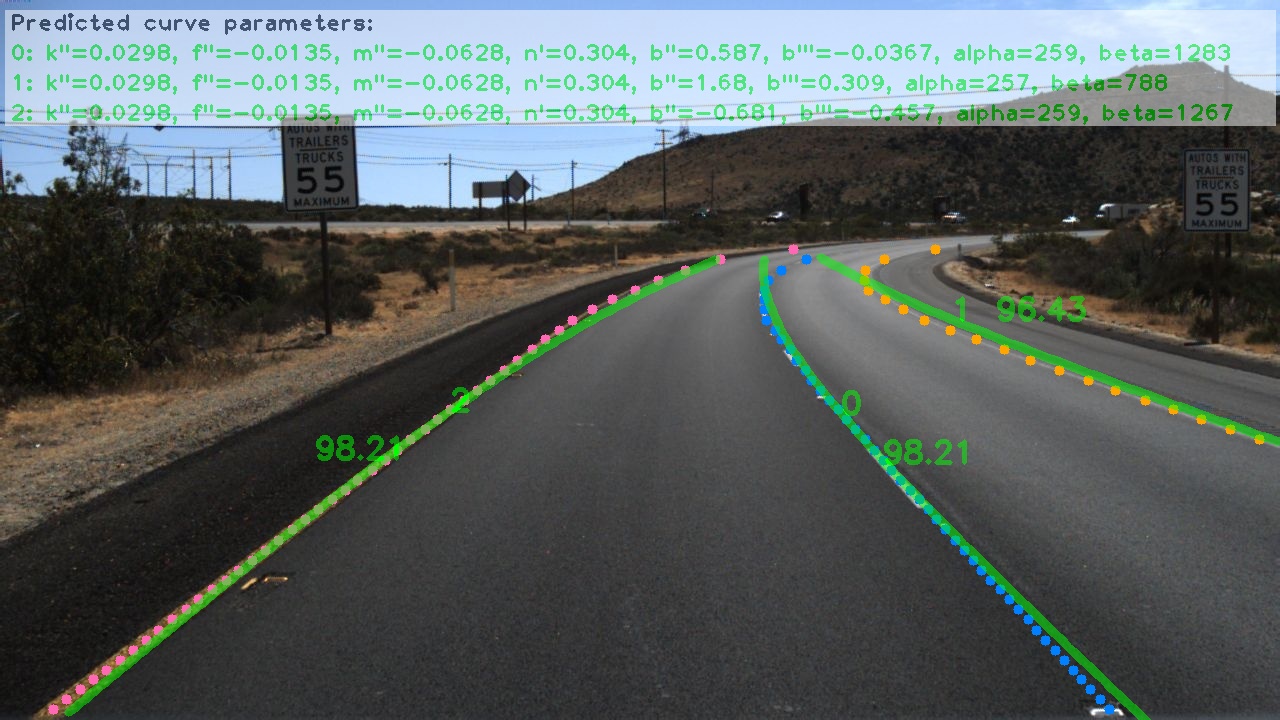 Predicted curve parameters:
0: k''=0.0298, f''=-0.0135, m''=-0.0628, n'=0.304, b''=0.587, b'''=-0.0367, alpha=259, beta=1283
1: k''=0.0298, f''=-0.0135, m''=-0.0628, n'=0.304, b''=1.68, b'''=0.309, alpha=257, beta=788
2: k''=0.0298, f''=-0.0135, m''=-0.0628, n'=0.304, b''=-0.681, b'''=-0.457, alpha=259, beta=1267
AUTOS WITH
TRAILERS
TRUCKS
55
MAXIMUM
AUTOS WITH
TRAILERS
TRUCKS
55
MAXIMUM
1 96.43
2
98.21
0
98.21